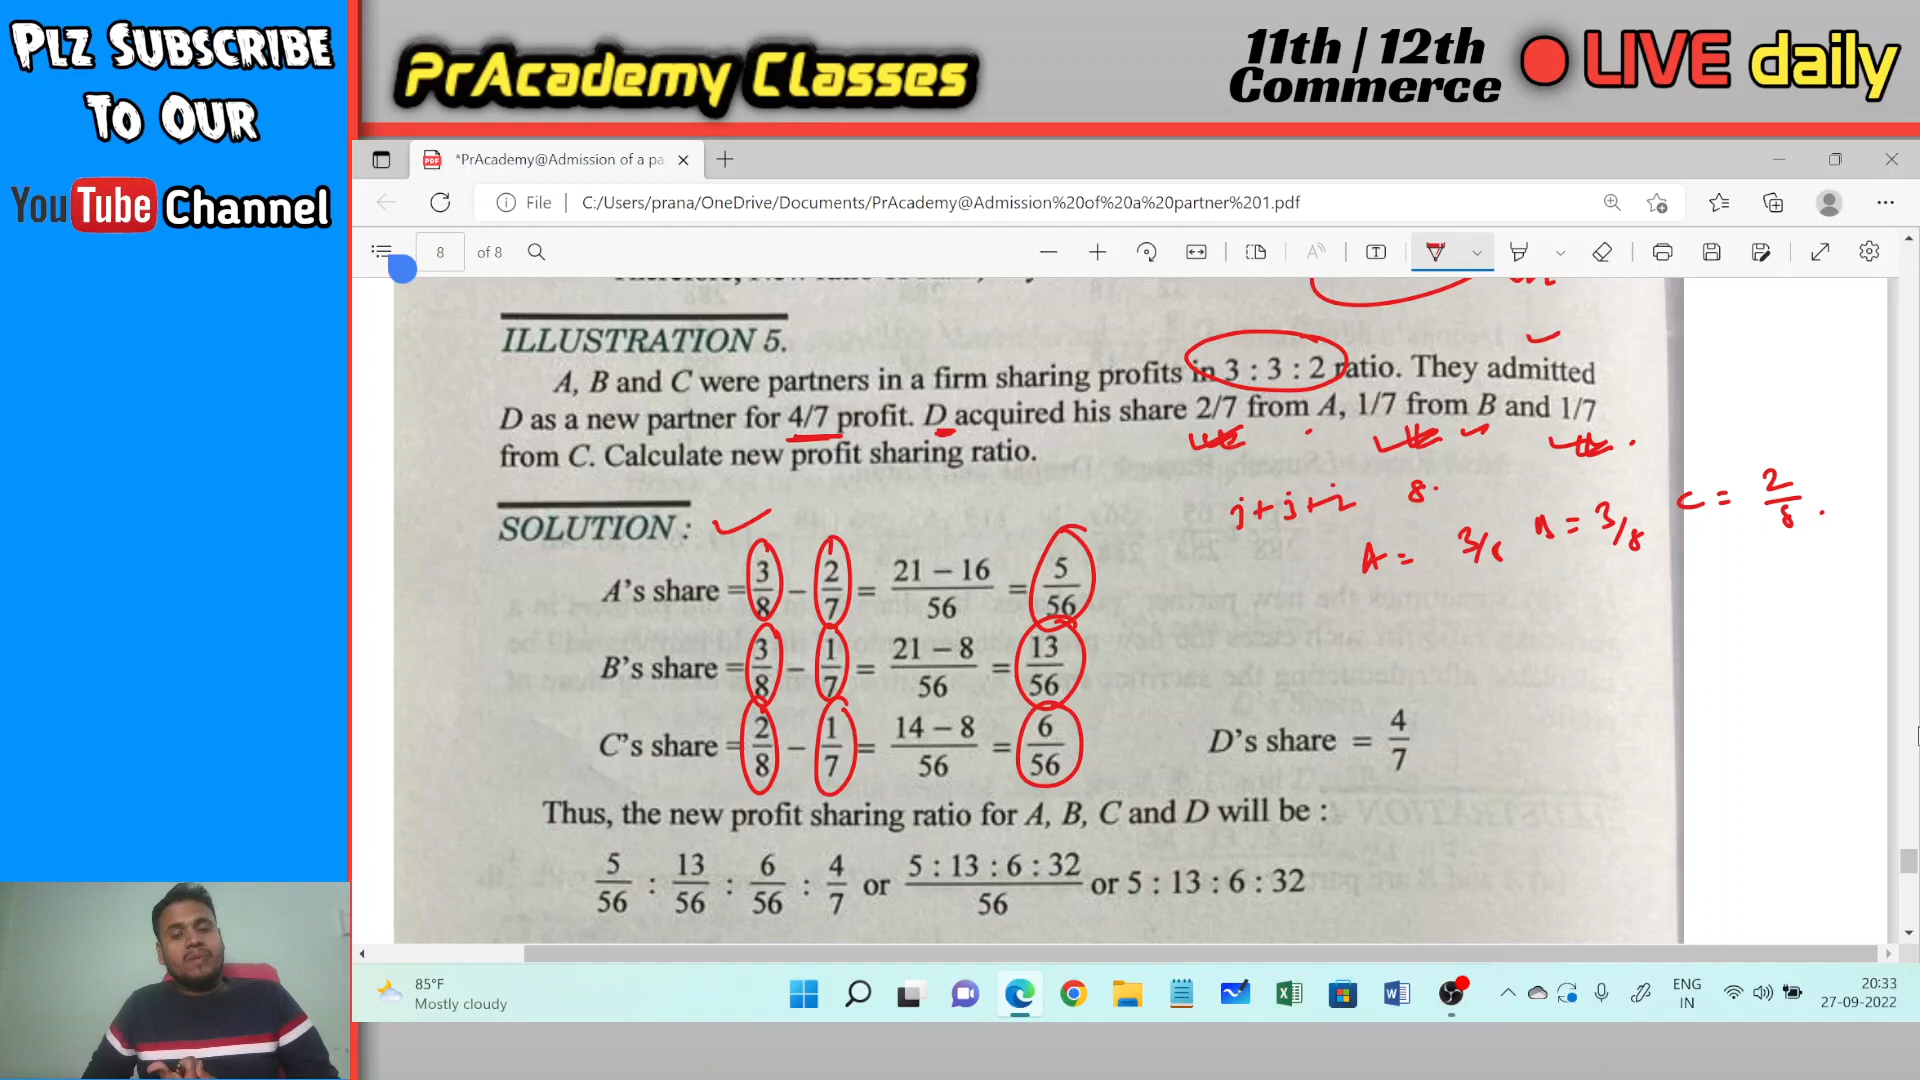 PLZ SUBSCRIBE
TO OUR
YouTube Channel
PrAcademy Classes
11th | 12th
Commerce
LIVE daily
*PrAcademy@Admission of a pa
File
C:/Users/prana/OneDrive/Documents/PrAcademy@Admission%20of%20a%20partner%201.pdf
8 of 8
ILLUSTRATION 5.
A, B and C were partners in a firm sharing profits in 3 : 3 : 2 ratio. They admitted
D as a new partner for 4/7 profit. D acquired his share 2/7 from A, 1/7 from B and 1/7
from C. Calculate new profit sharing ratio.
8.
C = 2/8.
A = 3/8
= 3/8
SOLUTION :
A's share = 3/8 − 2/7 = 21 − 16/56 = 5/56
B's share = 3/8 − 1/7 = 21 − 8/56 = 13/56
C's share = 2/8 − 1/7 = 14 − 8/56 = 6/56
D's share = 4/7
Thus, the new profit sharing ratio for A, B, C and D will be :
5/56 : 13/56 : 6/56 : 4/7 or 5 : 13 : 6 : 32/56 or 5 : 13 : 6 : 32
85°F
Mostly cloudy
ENG
IN
20:33
27-09-2022